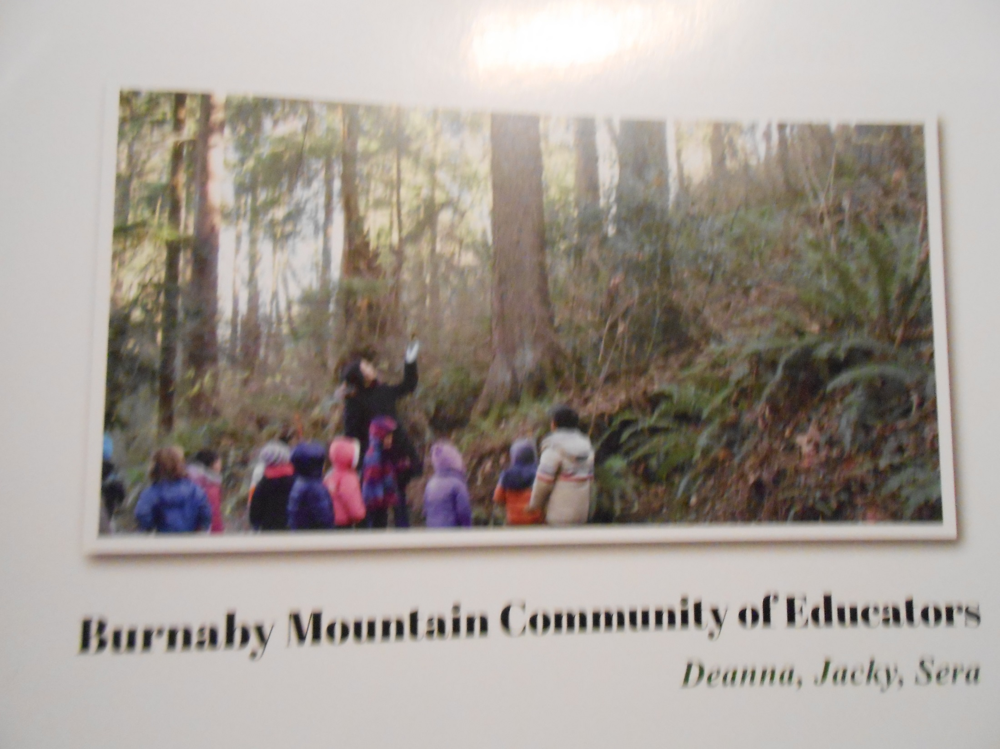 Burnaby Mountain Community of Educators
Deanna, Jacky, Sera